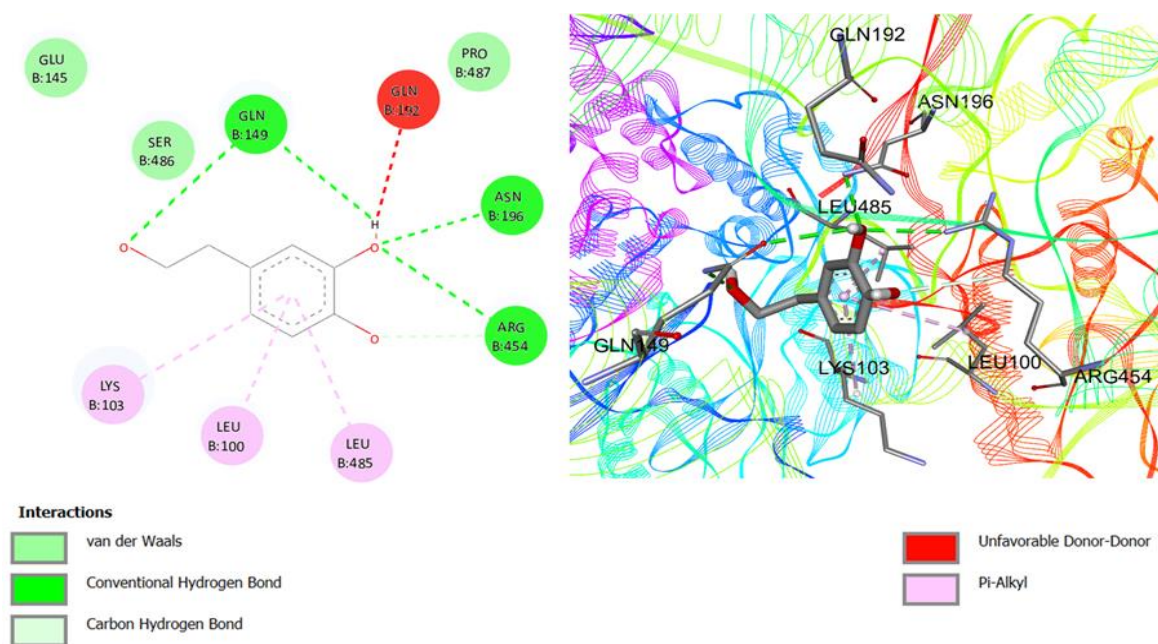 GLU
B:145
PRO
B:487
GLN
B:192
GLN
B:149
SER
B:486
ASN
B:196
H
O
O
O
ARG
B:454
LYS
B:103
LEU
B:100
LEU
B:485
GLN192
ASN196
LEU485
GLN149
LYS103
LEU100
ARG454
Interactions
van der Waals
Conventional Hydrogen Bond
Carbon Hydrogen Bond
Unfavorable Donor-Donor
Pi-Alkyl